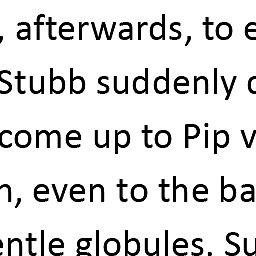 , afterwards, to e
Stubb suddenly
come up to Pip v
n, even to the ba
entle globules. Su